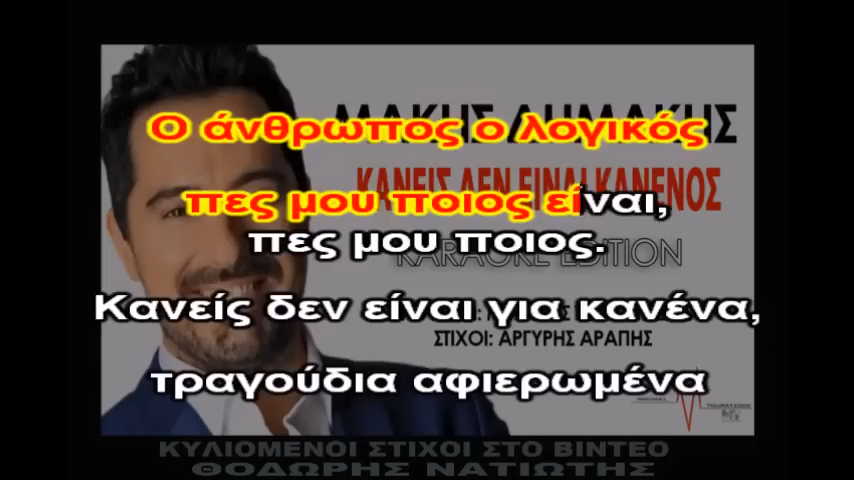 ΜΑΚΗΣ ΔΗΜΑΚΗΣ
Ο άνθρωπος ο λογικός
ΚΑΝΕΙΣ ΔΕΝ ΕΙΝΑΙ ΚΑΝΕΝΟΣ
πες μου ποιος είναι,
πες μου ποιος.
KARAOKE EDITION
Κανείς δεν είναι για κανένα,
ΣΤΙΧΟΙ: ΑΡΓΥΡΗΣ ΑΡΑΠΗΣ
τραγούδια αφιερωμένα
ΚΥΛΙΟΜΕΝΟΙ ΣΤΙΧΟΙ ΣΤΟ ΒΙΝΤΕΟ
ΘΟΔΩΡΗΣ ΝΑΤΙΩΤΗΣ